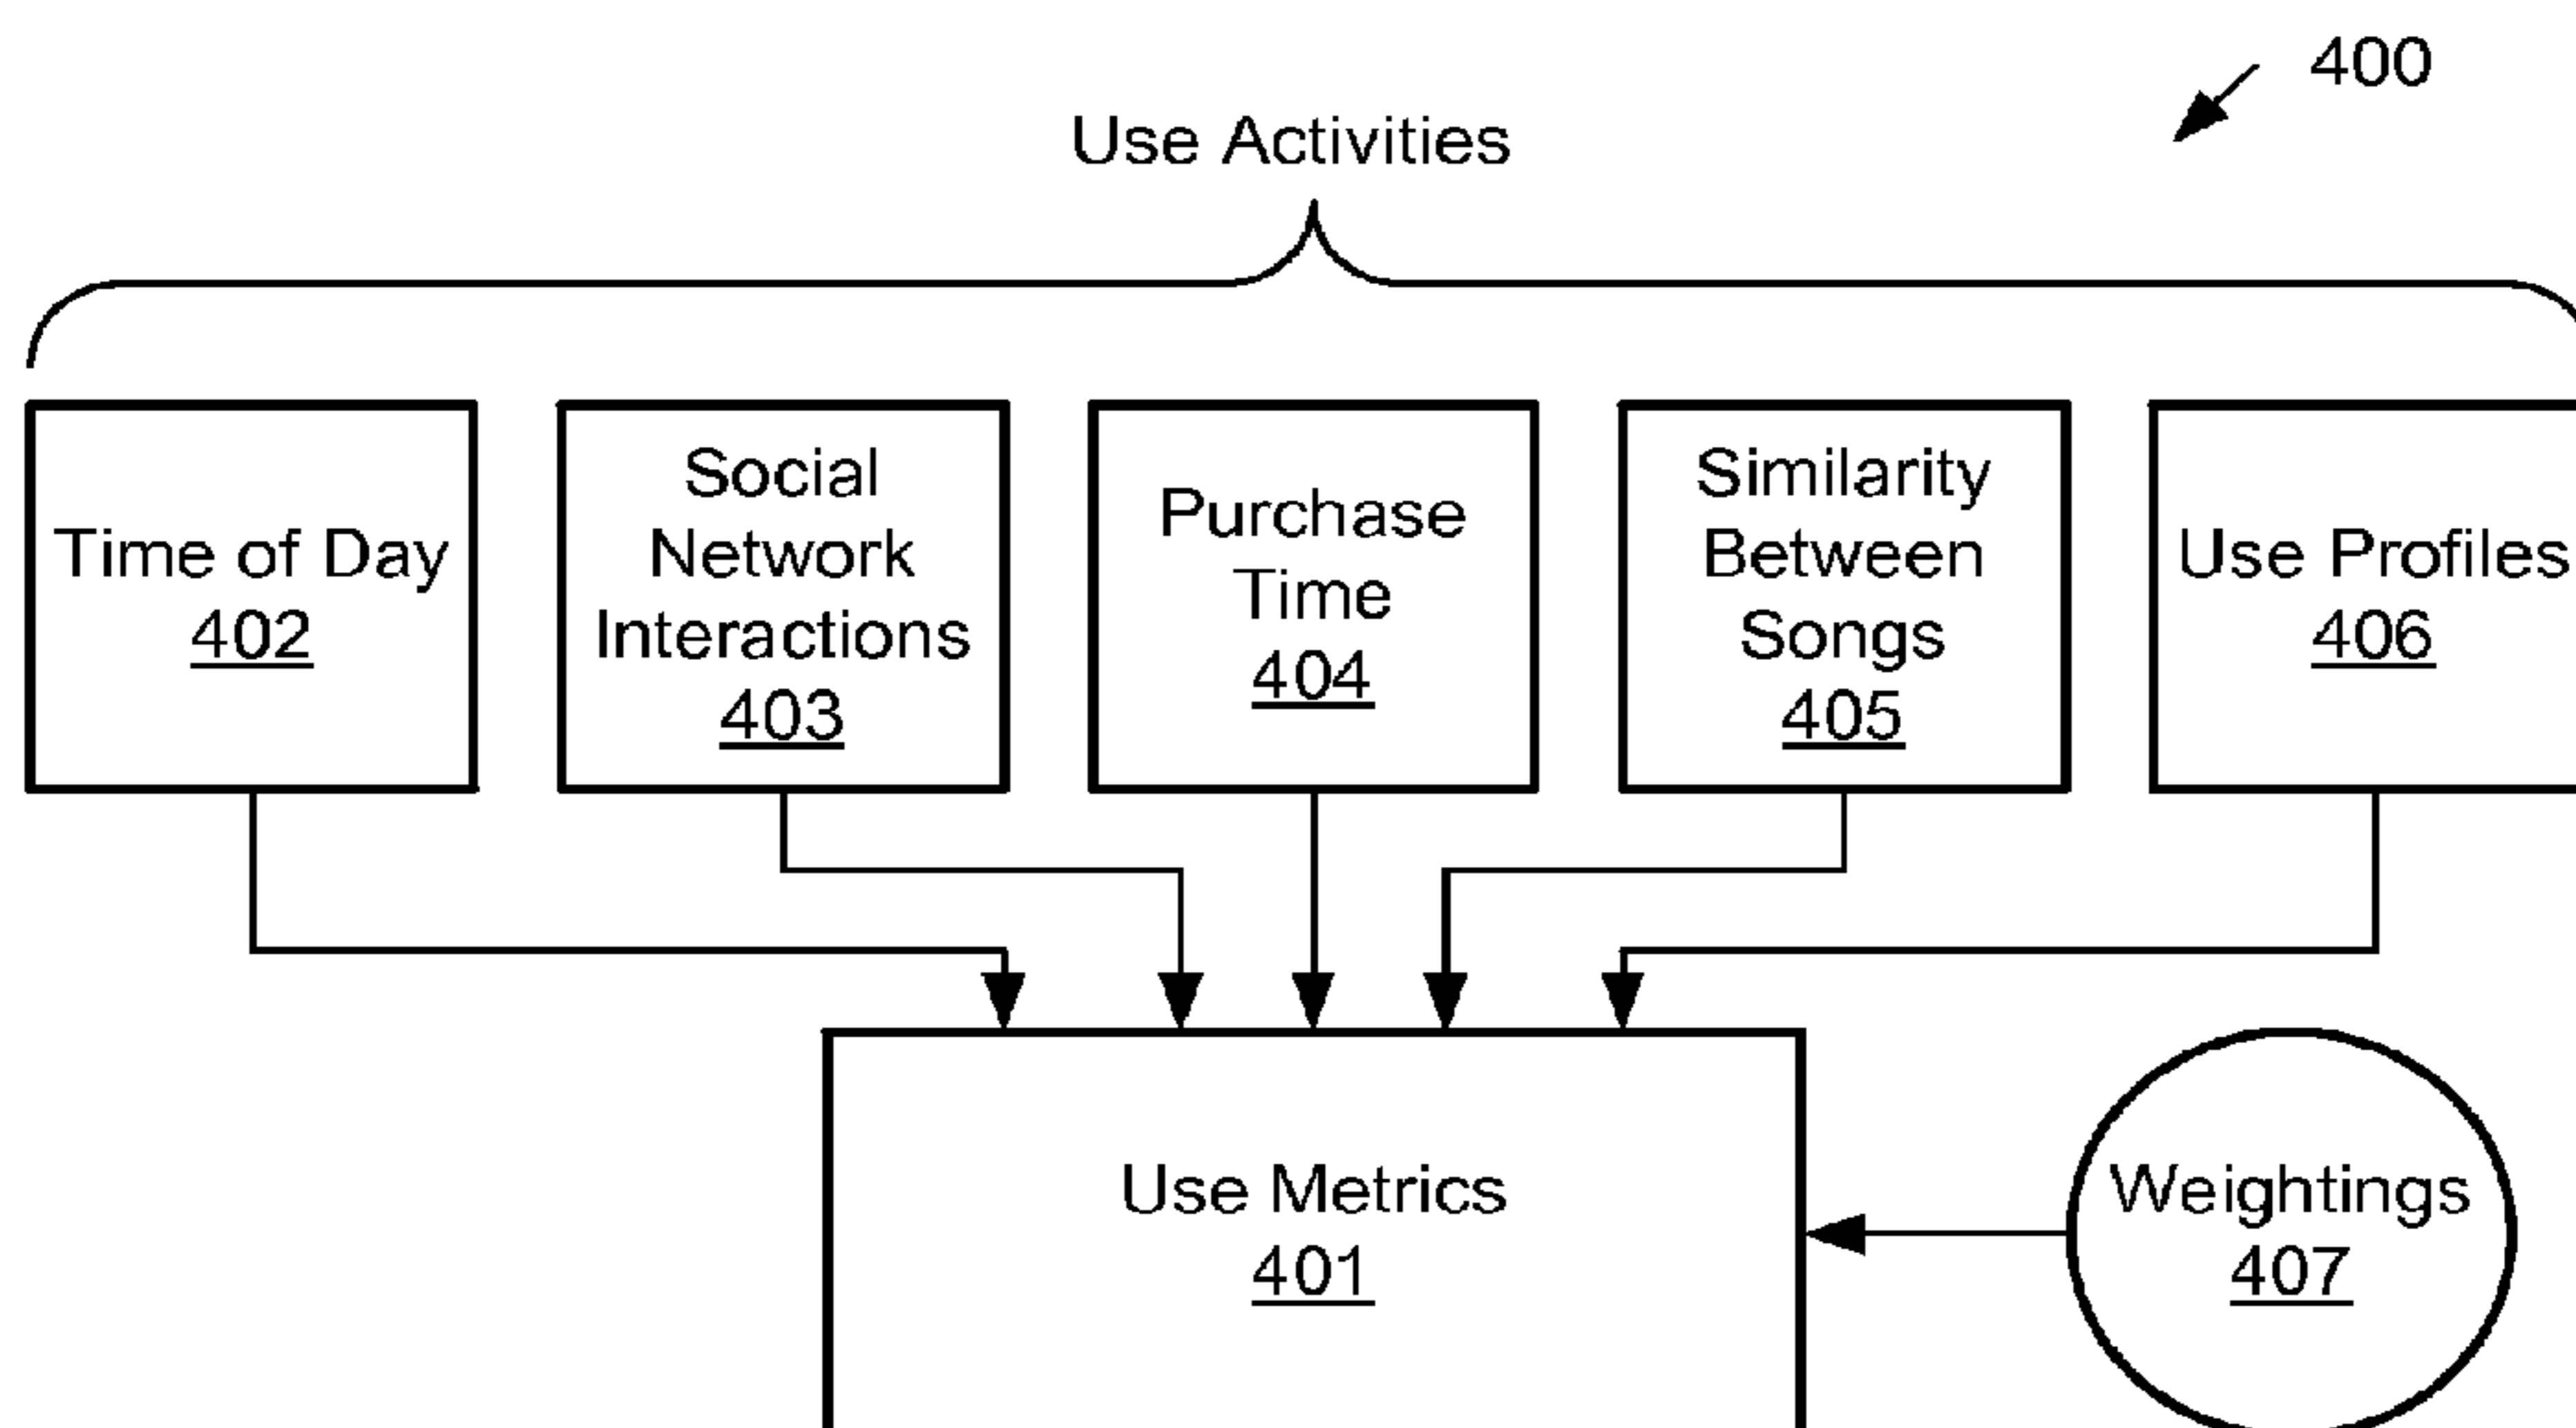 400
Use Activities
Time of Day
402
Social
Network
Interactions
403
Purchase
Time
404
Similarity
Between
Songs
405
Use Profiles
406
Use Metrics
401
Weightings
407